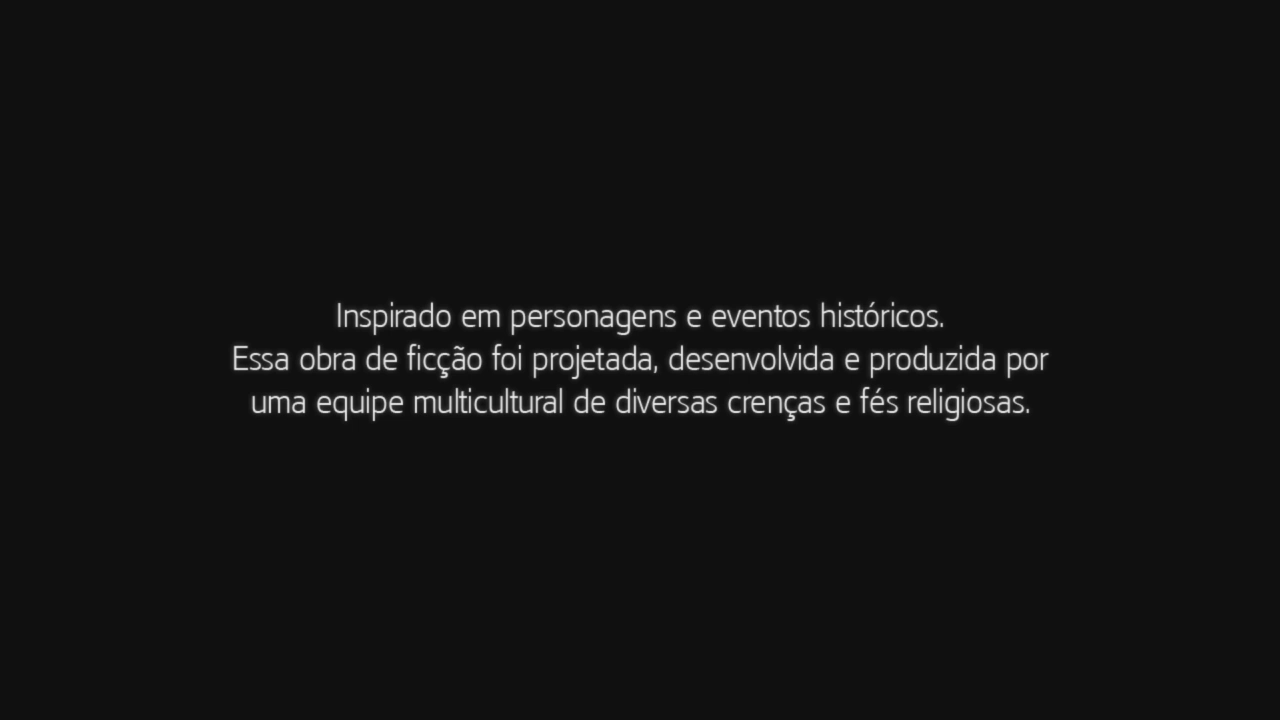 Inspirado em personagens e eventos históricos.
Essa obra de ficção foi projetada, desenvolvida e produzida por
uma equipe multicultural de diversas crenças e fés religiosas.